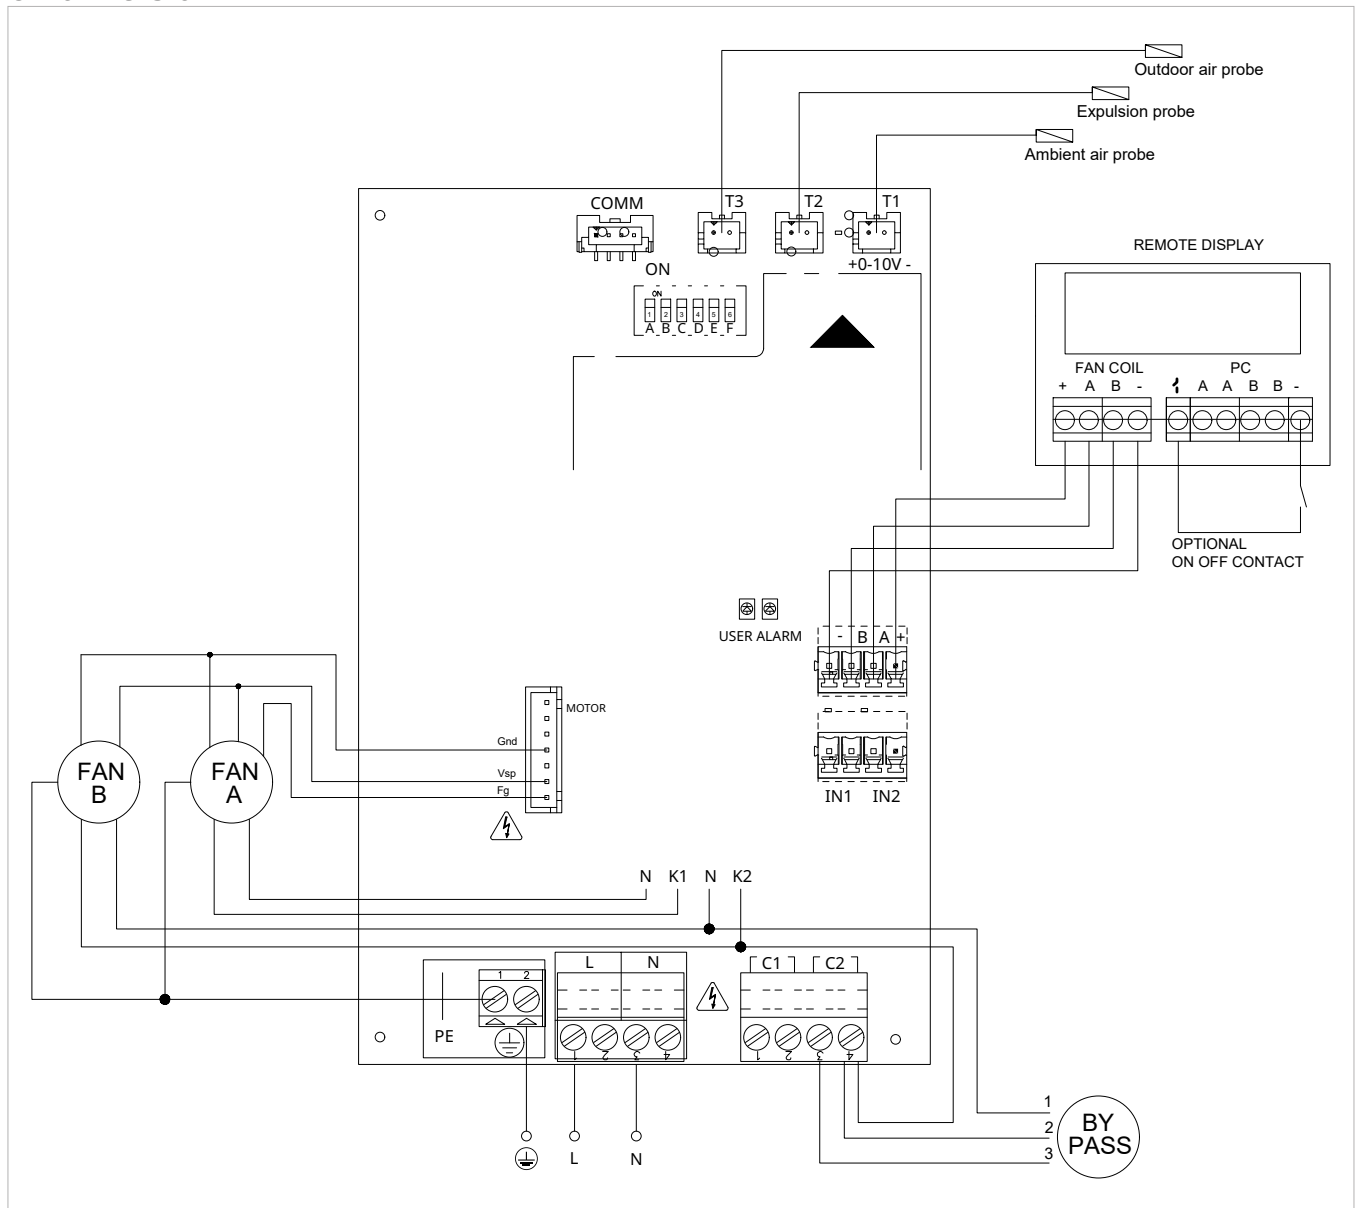 Outdoor air probe
Expulsion probe
Ambient air probe
COMM
T3
T2
T1
+0-10V -
ON
ON
1 2 3 4 5 6
A B C D E F
REMOTE DISPLAY
FAN COIL
PC
+ A B -
A A B B -
OPTIONAL
ON OFF CONTACT
USER ALARM
- B A +
IN1 IN2
MOTOR
Gnd
Vsp
Fg
FAN
B
FAN
A
N K1 N K2
L N
C1 C2
1 2
PE
1 2 3 4
1 2 3 4
L
N
1
2
3
BY
PASS